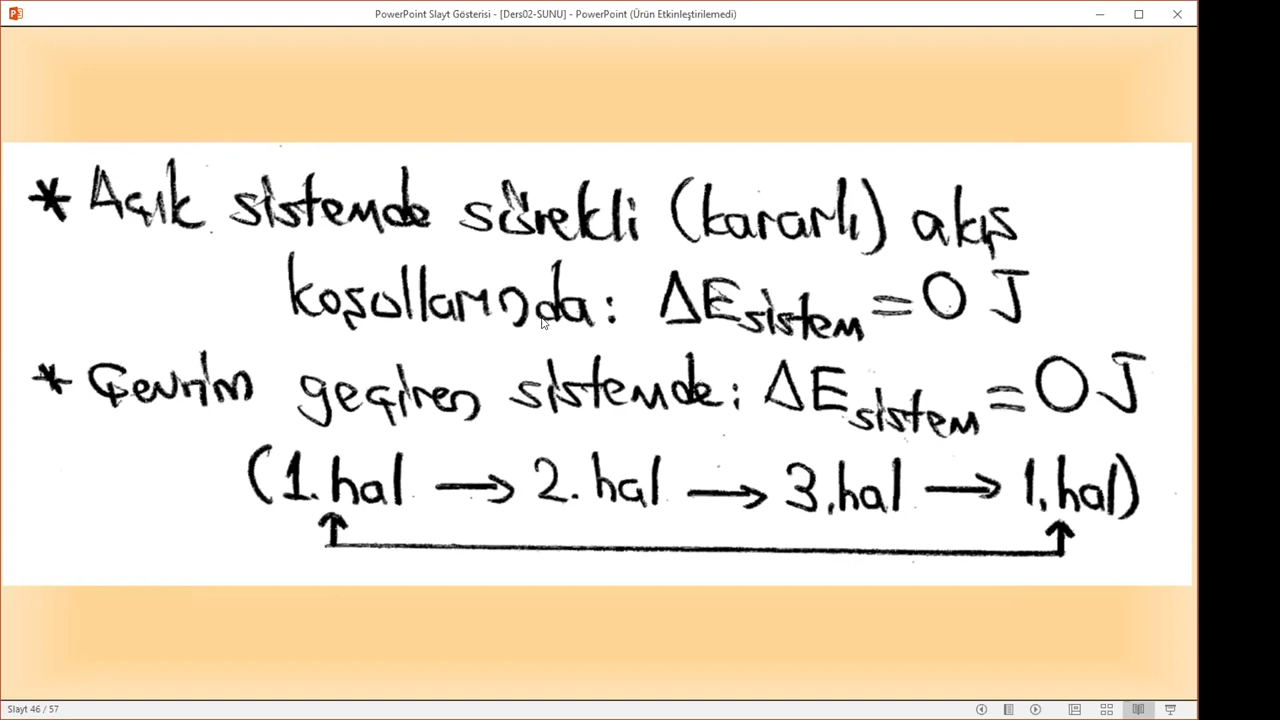 PowerPoint Slayt Gösterisi - [Ders02-SUNU] - PowerPoint (Ürün Etkinleştirilemedi)
* Açık sistemde sürekli (kararlı) akış
koşullarında: ΔEsistem = 0 J
* Çevrim geçiren sistemde: ΔEsistem = 0 J
(1.hal → 2.hal → 3.hal → 1.hal)
Slayt 46 / 57